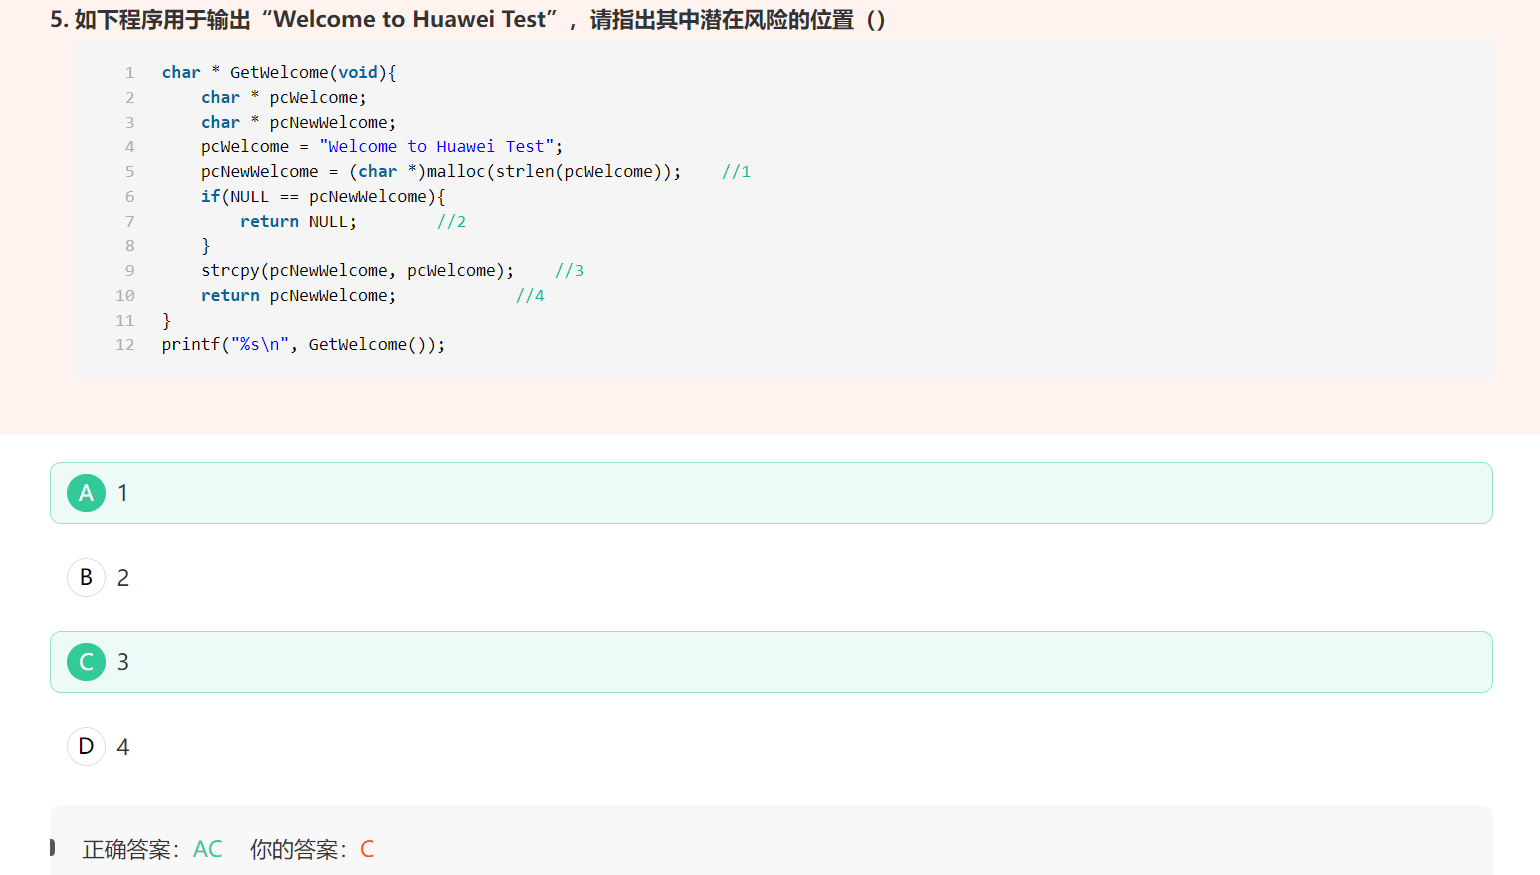 5. 如下程序用于输出“Welcome to Huawei Test”，请指出其中潜在风险的位置（）
1 char * GetWelcome(void){
2 char * pcWelcome;
3 char * pcNewWelcome;
4 pcWelcome = "Welcome to Huawei Test";
5 pcNewWelcome = (char *)malloc(strlen(pcWelcome)); //1
6 if(NULL == pcNewWelcome){
7 return NULL; //2
8 }
9 strcpy(pcNewWelcome, pcWelcome); //3
10 return pcNewWelcome; //4
11 }
12 printf("%s\n", GetWelcome());
A 1
B 2
C 3
D 4
正确答案：AC 你的答案：C